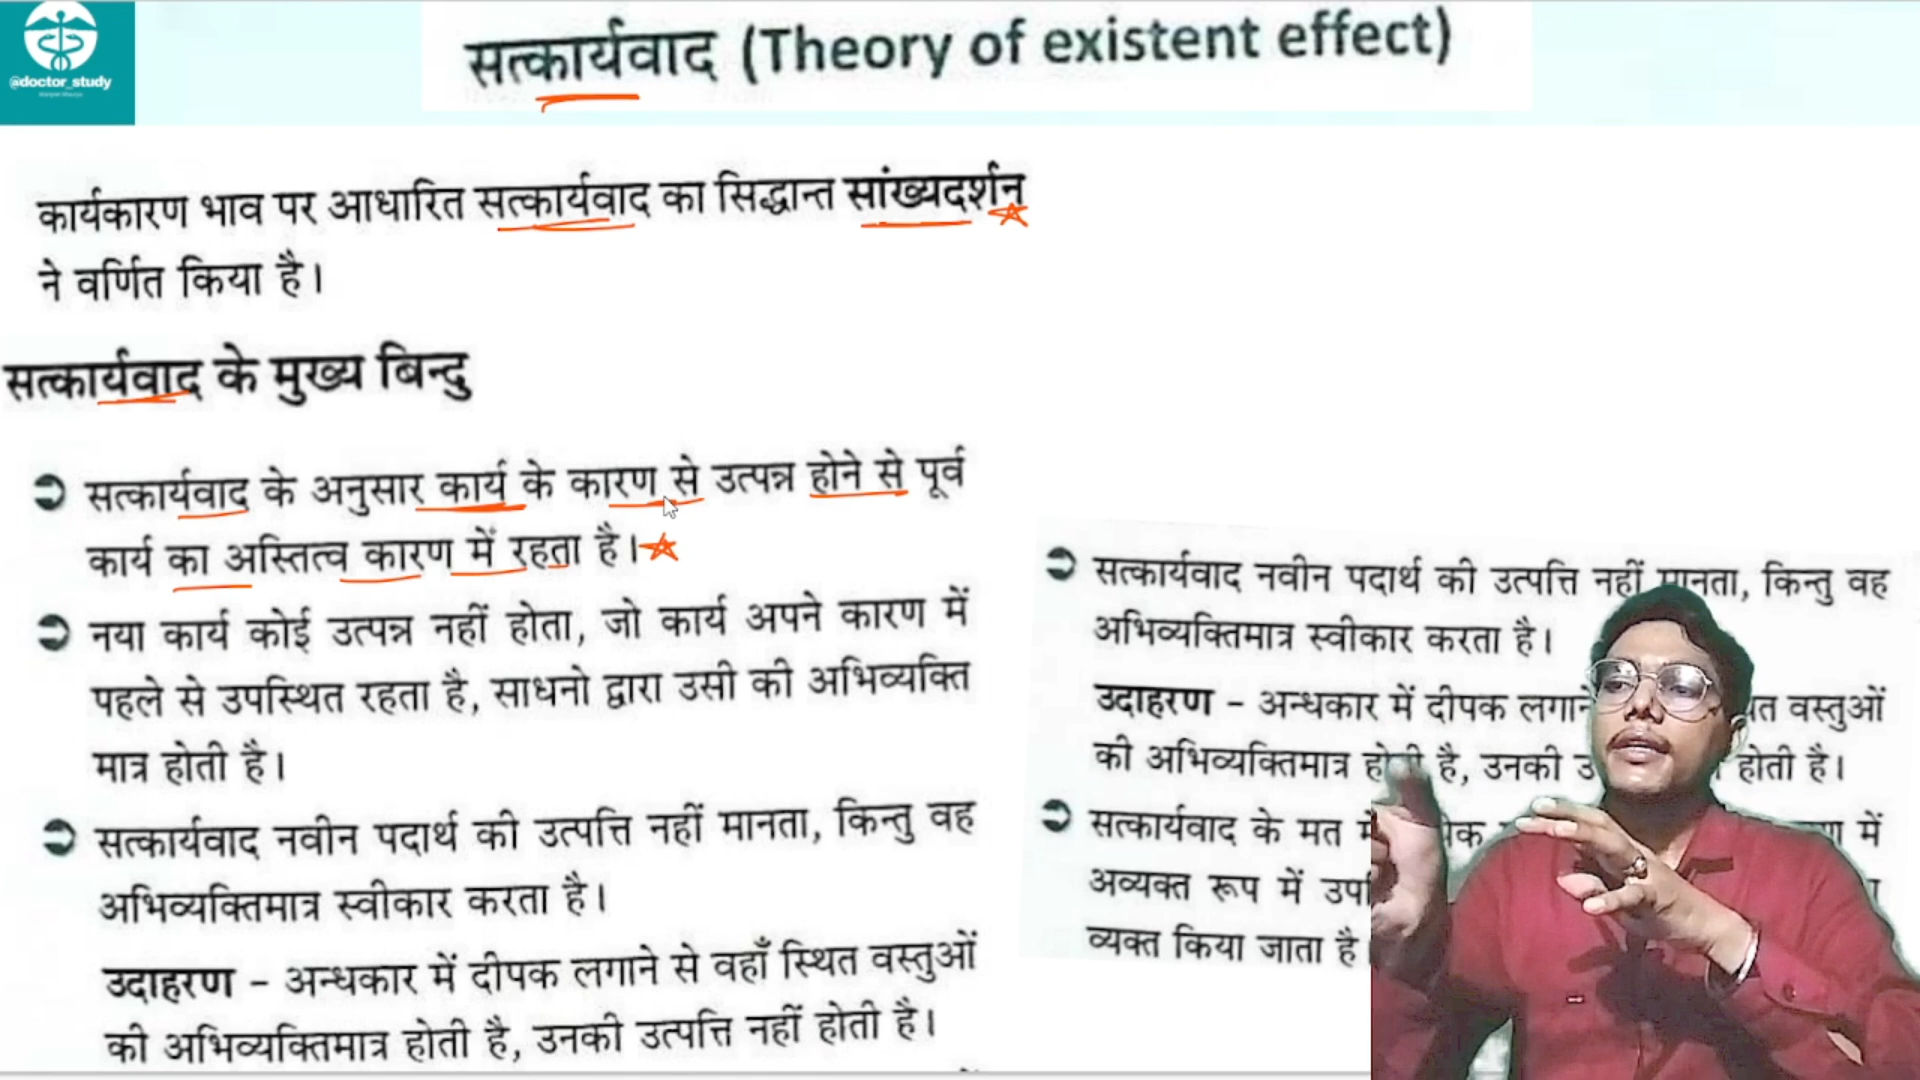 @doctor_study
सत्कार्यवाद (Theory of existent effect)
कार्यकारण भाव पर आधारित सत्कार्यवाद का सिद्धान्त सांख्यदर्शन
ने वर्णित किया है।
सत्कार्यवाद के मुख्य बिन्दु
सत्कार्यवाद के अनुसार कार्य के कारण से उत्पन्न होने से पूर्व
कार्य का अस्तित्व कारण में रहता है।
नया कार्य कोई उत्पन्न नहीं होता, जो कार्य अपने कारण में
पहले से उपस्थित रहता है, साधनो द्वारा उसी की अभिव्यक्ति
मात्र होती है।
सत्कार्यवाद नवीन पदार्थ की उत्पत्ति नहीं मानता, किन्तु वह
अभिव्यक्तिमात्र स्वीकार करता है।
उदाहरण – अन्धकार में दीपक लगाने से वहाँ स्थित वस्तुओं
की अभिव्यक्तिमात्र होती है, उनकी उत्पत्ति नहीं होती है।
सत्कार्यवाद नवीन पदार्थ की उत्पत्ति नहीं मानता, किन्तु वह
अभिव्यक्तिमात्र स्वीकार करता है।
उदाहरण – अन्धकार में दीपक लगाने वस्तुओं
की अभिव्यक्तिमात्र होती है, उनकी होती है।
सत्कार्यवाद के मत में
अव्यक्त रूप में
व्यक्त किया जाता है